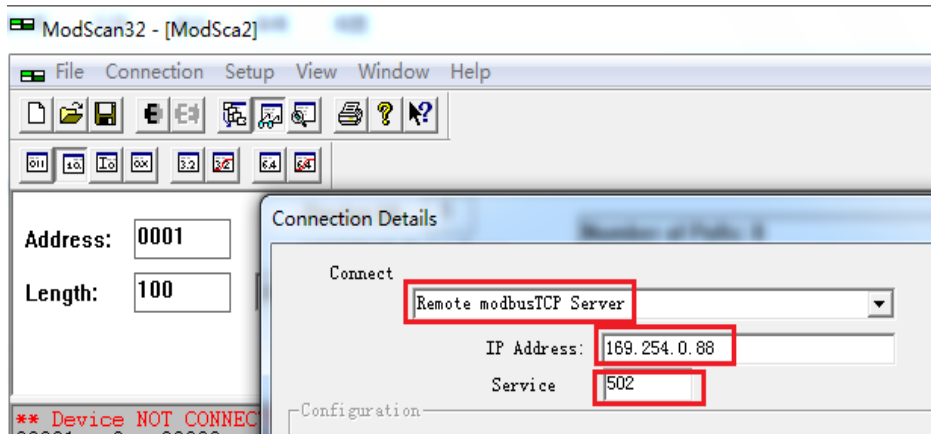 ModScan32 - [ModSca2]
File Connection Setup View Window Help
Address: 0001
Length: 100
Connection Details
Connect
Remote modbusTCP Server
IP Address: 169.254.0.88
Service 502
Configuration
** Device NOT CONNEC